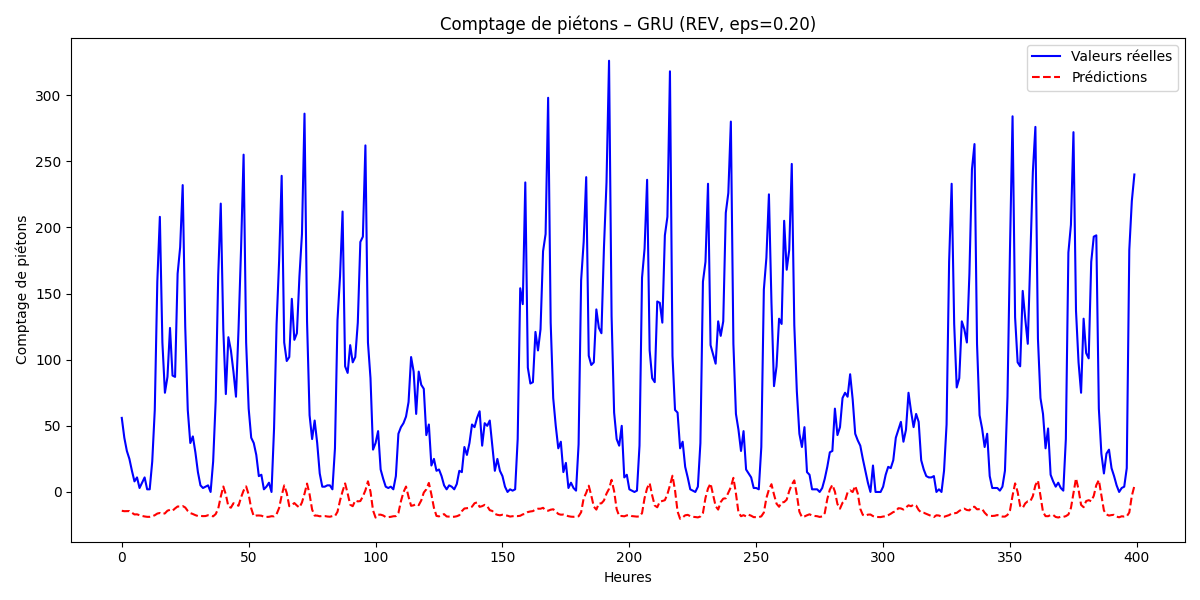 Comptage de piétons – GRU (REV, eps=0.20)
Valeurs réelles
Prédictions
Comptage de piétons
300
250
200
150
100
50
0
0 50 100 150 200 250 300 350 400
Heures